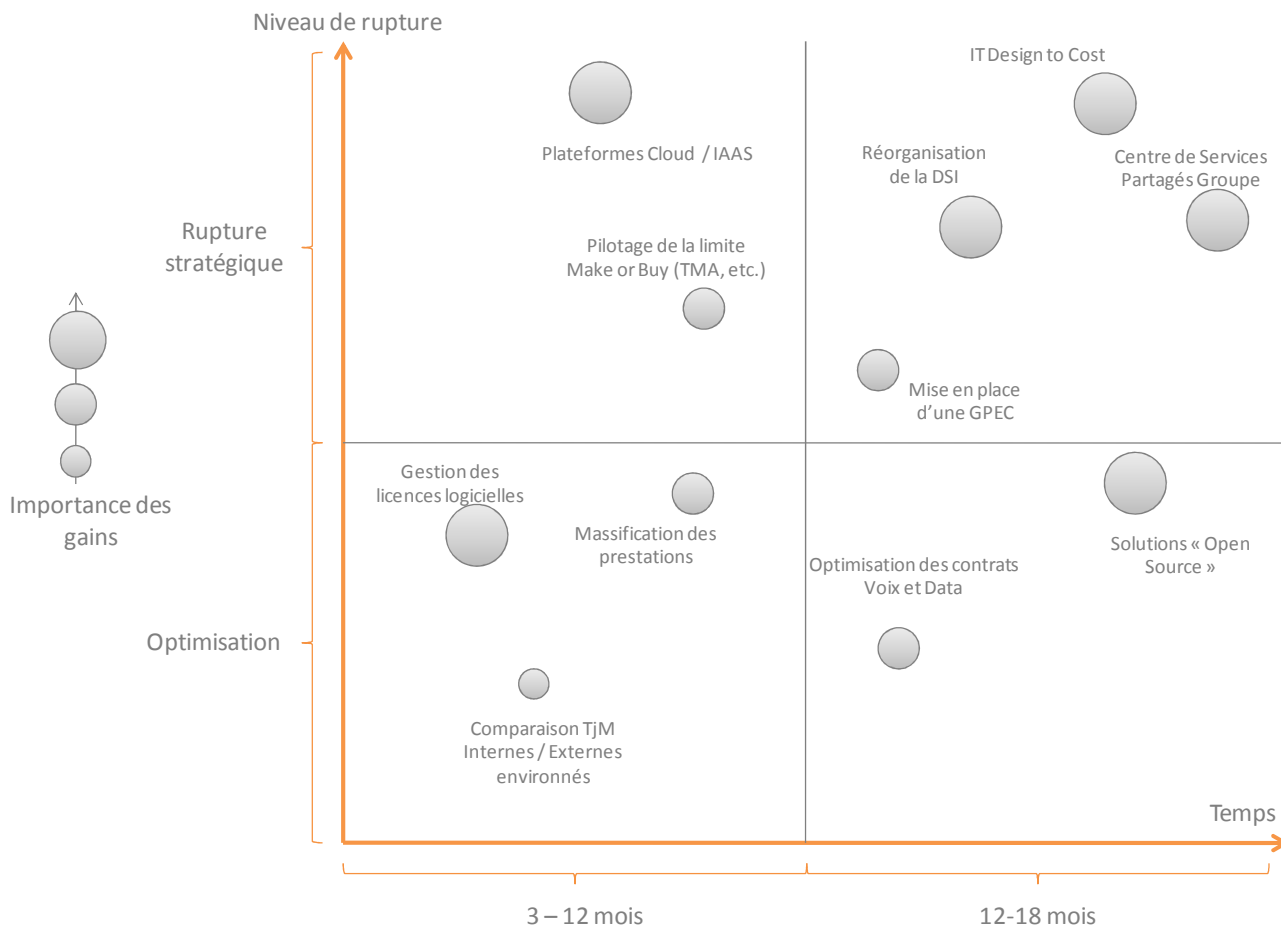 Niveau de rupture
IT Design to Cost
Plateformes Cloud / IAAS
Réorganisation
de la DSI
Centre de Services
Partagés Groupe
Rupture
stratégique
Pilotage de la limite
Make or Buy (TMA, etc.)
Mise en place
d’une GPEC
Importance des
gains
Gestion des
licences logicielles
Massification des
prestations
Solutions « Open
Source »
Optimisation des contrats
Voix et Data
Optimisation
Comparaison TjM
Internes / Externes
environnés
Temps
3 – 12 mois
12-18 mois